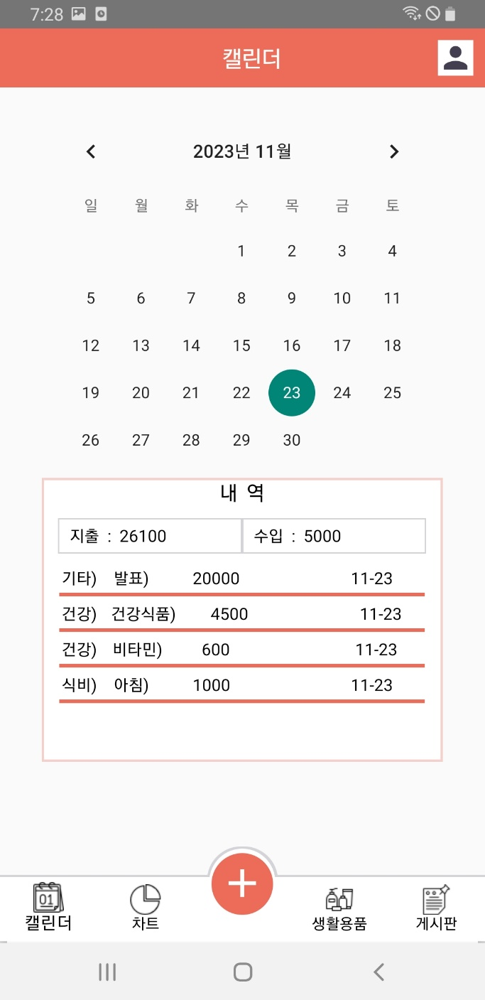 7:28
캘린더
2023년 11월
일 월 화 수 목 금 토
1 2 3 4
5 6 7 8 9 10 11
12 13 14 15 16 17 18
19 20 21 22 23 24 25
26 27 28 29 30
내 역
지출 : 26100 수입 : 5000
기타) 발표) 20000 11-23
건강) 건강식품) 4500 11-23
건강) 비타민) 600 11-23
식비) 아침) 1000 11-23
01
캘린더 차트 생활용품 게시판